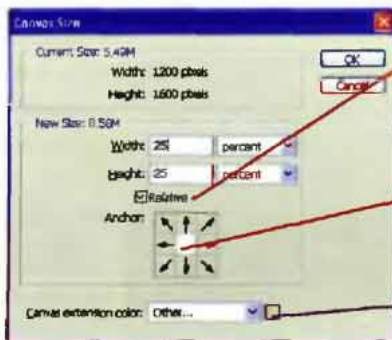 Canvas Size
Current Size: 5.49M
Width: 1200 pixels
Height: 1600 pixels
OK
Cancel
New Size: 8.58M
Width: 25 percent
Height: 25 percent
Relative
Anchor:
Canvas extension color: Other...